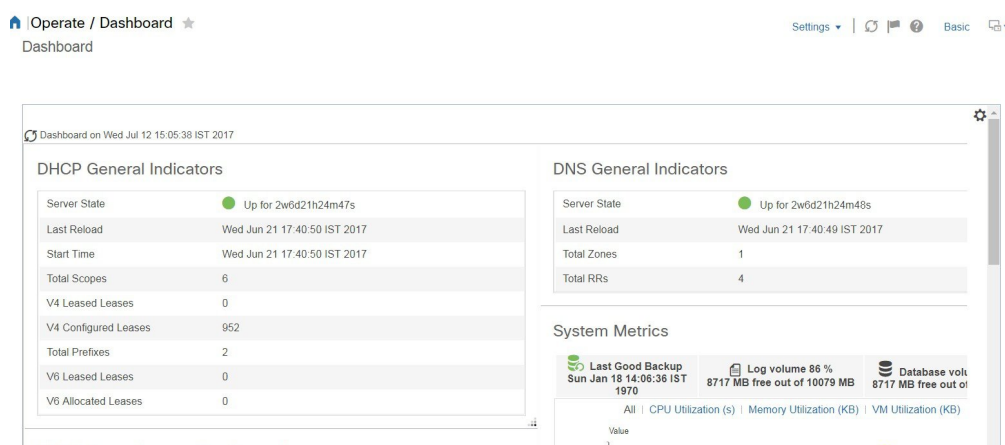 Operate / Dashboard
Settings
Basic
Dashboard
Dashboard on Wed Jul 12 15:05:38 IST 2017
DHCP General Indicators
Server State Up for 2w6d21h24m47s
Last Reload Wed Jun 21 17:40:50 IST 2017
Start Time Wed Jun 21 17:40:50 IST 2017
Total Scopes 6
V4 Leased Leases 0
V4 Configured Leases 952
Total Prefixes 2
V6 Leased Leases 0
V6 Allocated Leases 0
DNS General Indicators
Server State Up for 2w6d21h24m48s
Last Reload Wed Jun 21 17:40:49 IST 2017
Total Zones 1
Total RRs 4
System Metrics
Last Good Backup
Sun Jan 18 14:06:36 IST
1970
Log volume 86 %
8717 MB free out of 10079 MB
Database volu
8717 MB free out of
All | CPU Utilization (s) | Memory Utilization (KB) | VM Utilization (KB)
Value